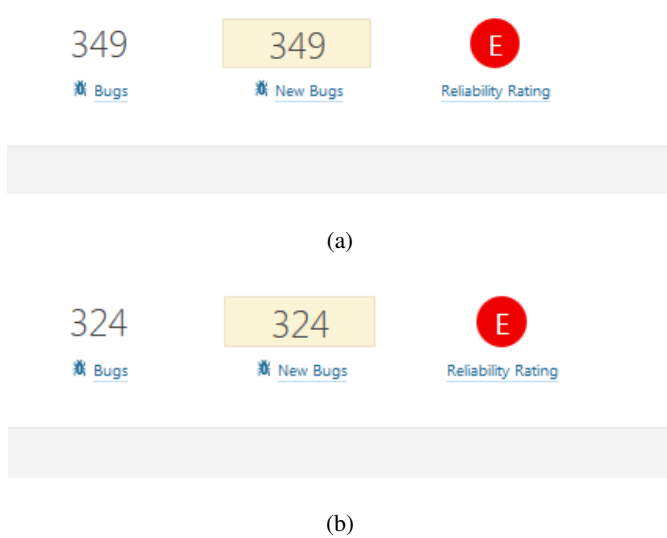 349 349 E
Bugs New Bugs Reliability Rating
(a)
324 324 E
Bugs New Bugs Reliability Rating
(b)